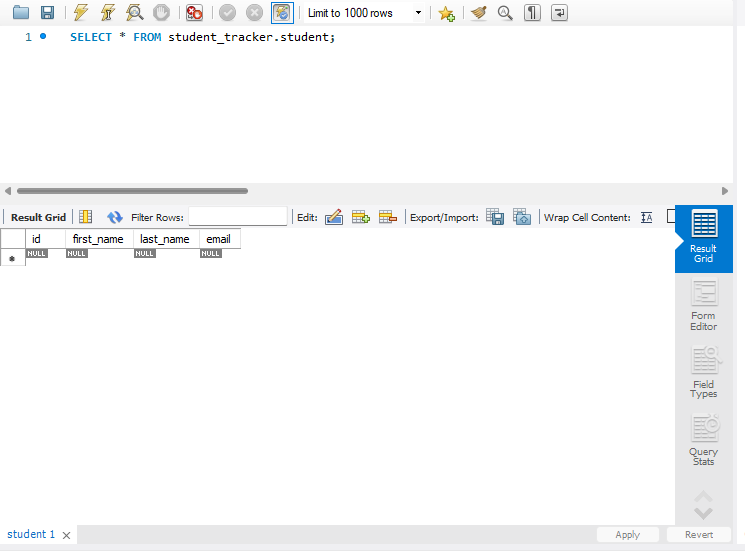 Limit to 1000 rows
1 SELECT * FROM student_tracker.student;
Result Grid Filter Rows: Edit: Export/Import: Wrap Cell Content: IA
id first_name last_name email
NULL NULL NULL NULL
Result
Grid
Form
Editor
Field
Types
Query
Stats
student 1
Apply Revert